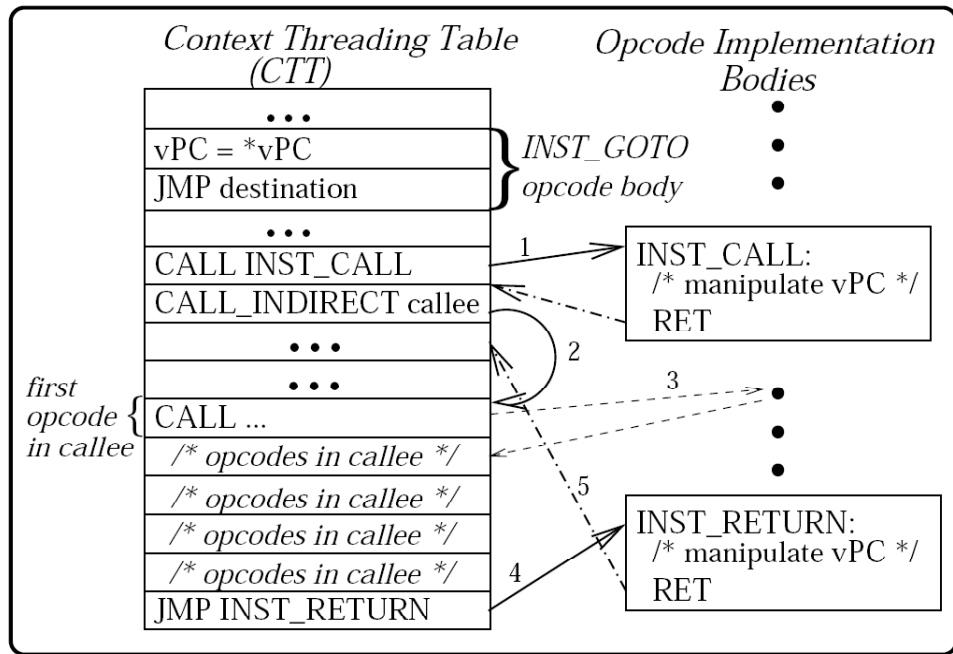 Context Threading Table
(CTT)
Opcode Implementation
Bodies
...
vPC = *vPC
JMP destination
INST_GOTO
opcode body
...
CALL INST_CALL
CALL_INDIRECT callee
1
INST_CALL:
/* manipulate vPC */
RET
...
2
...
3
first
opcode
in callee
CALL ...
/* opcodes in callee */
/* opcodes in callee */
/* opcodes in callee */
/* opcodes in callee */
JMP INST_RETURN
5
4
INST_RETURN:
/* manipulate vPC */
RET